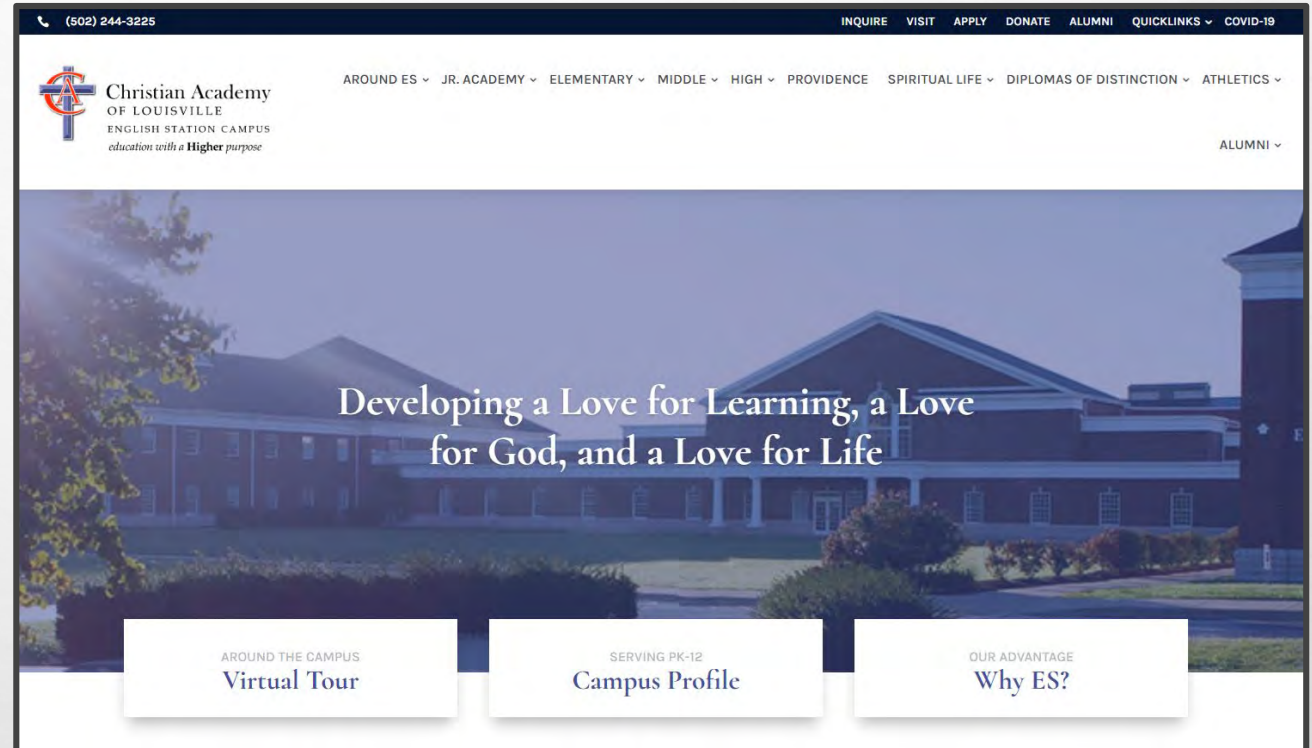 (502) 244-3225
INQUIRE VISIT APPLY DONATE ALUMNI QUICKLINKS COVID-19
Christian Academy
OF LOUISVILLE
ENGLISH STATION CAMPUS
education with a Higher purpose
AROUND ES JR. ACADEMY ELEMENTARY MIDDLE HIGH PROVIDENCE SPIRITUAL LIFE DIPLOMAS OF DISTINCTION ATHLETICS
ALUMNI
Developing a Love for Learning, a Love
for God, and a Love for Life
AROUND THE CAMPUS
Virtual Tour
SERVING PK-12
Campus Profile
OUR ADVANTAGE
Why ES?